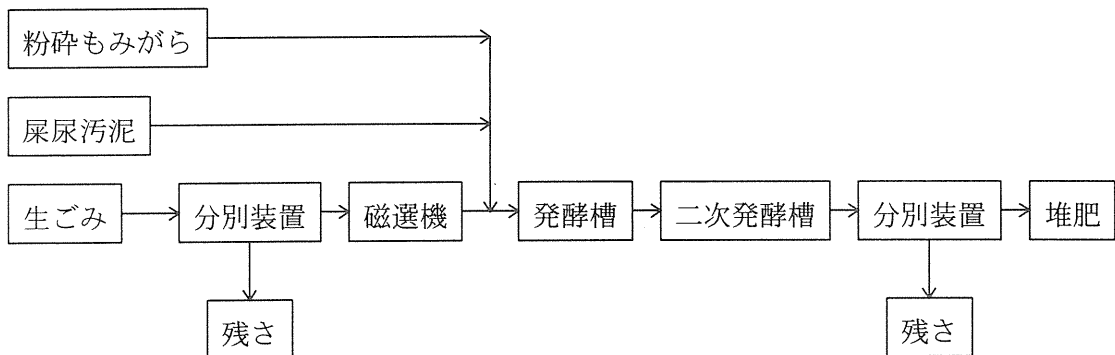 粉砕もみがら
屎尿汚泥
生ごみ
分別装置
磁選機
発酵槽
二次発酵槽
分別装置
堆肥
残さ
残さ